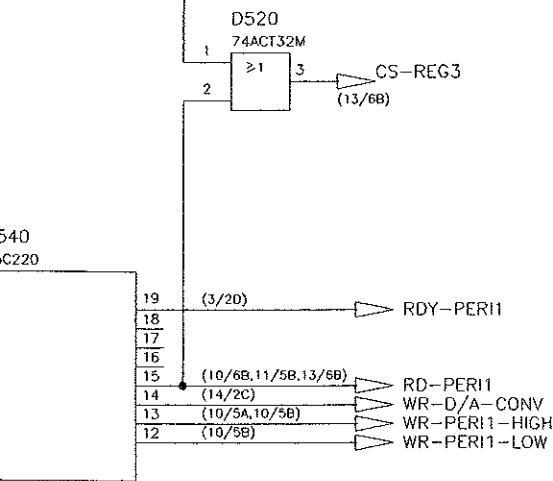 D520
74ACT32M
1
≥1
3
CS-REG3
2
(13/6B)
540
C220
19
(3/2D)
RDY-PERI1
18
17
16
15
(10/6B,11/5B,13/6B)
RD-PERI1
14
(14/2C)
WR-D/A-CONV
13
(10/5A,10/5B)
WR-PERI1-HIGH
12
(10/5B)
WR-PERI1-LOW